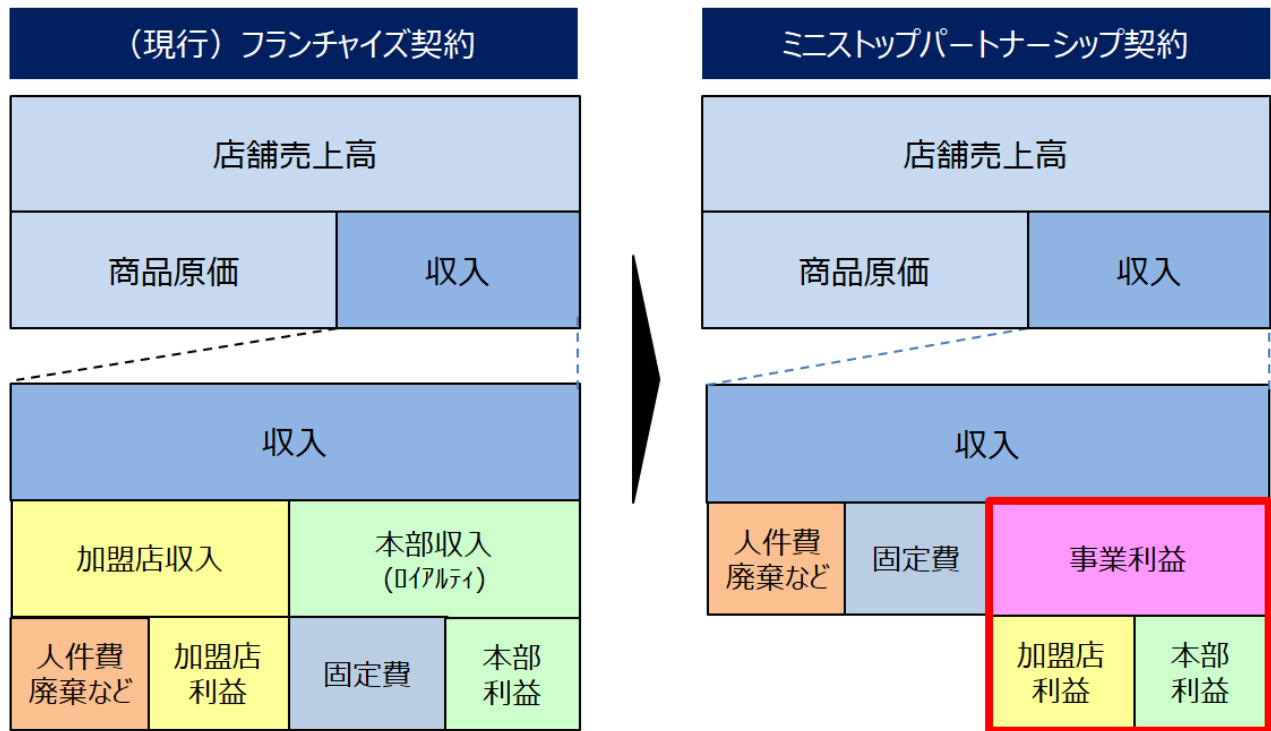 （現行）フランチャイズ契約
店舗売上高
商品原価
収入
収入
加盟店収入
本部収入
(ﾛｲｱﾙﾃｨ)
人件費
廃棄など
加盟店
利益
固定費
本部
利益
ミニストップパートナーシップ契約
店舗売上高
商品原価
収入
収入
人件費
廃棄など
固定費
事業利益
加盟店
利益
本部
利益